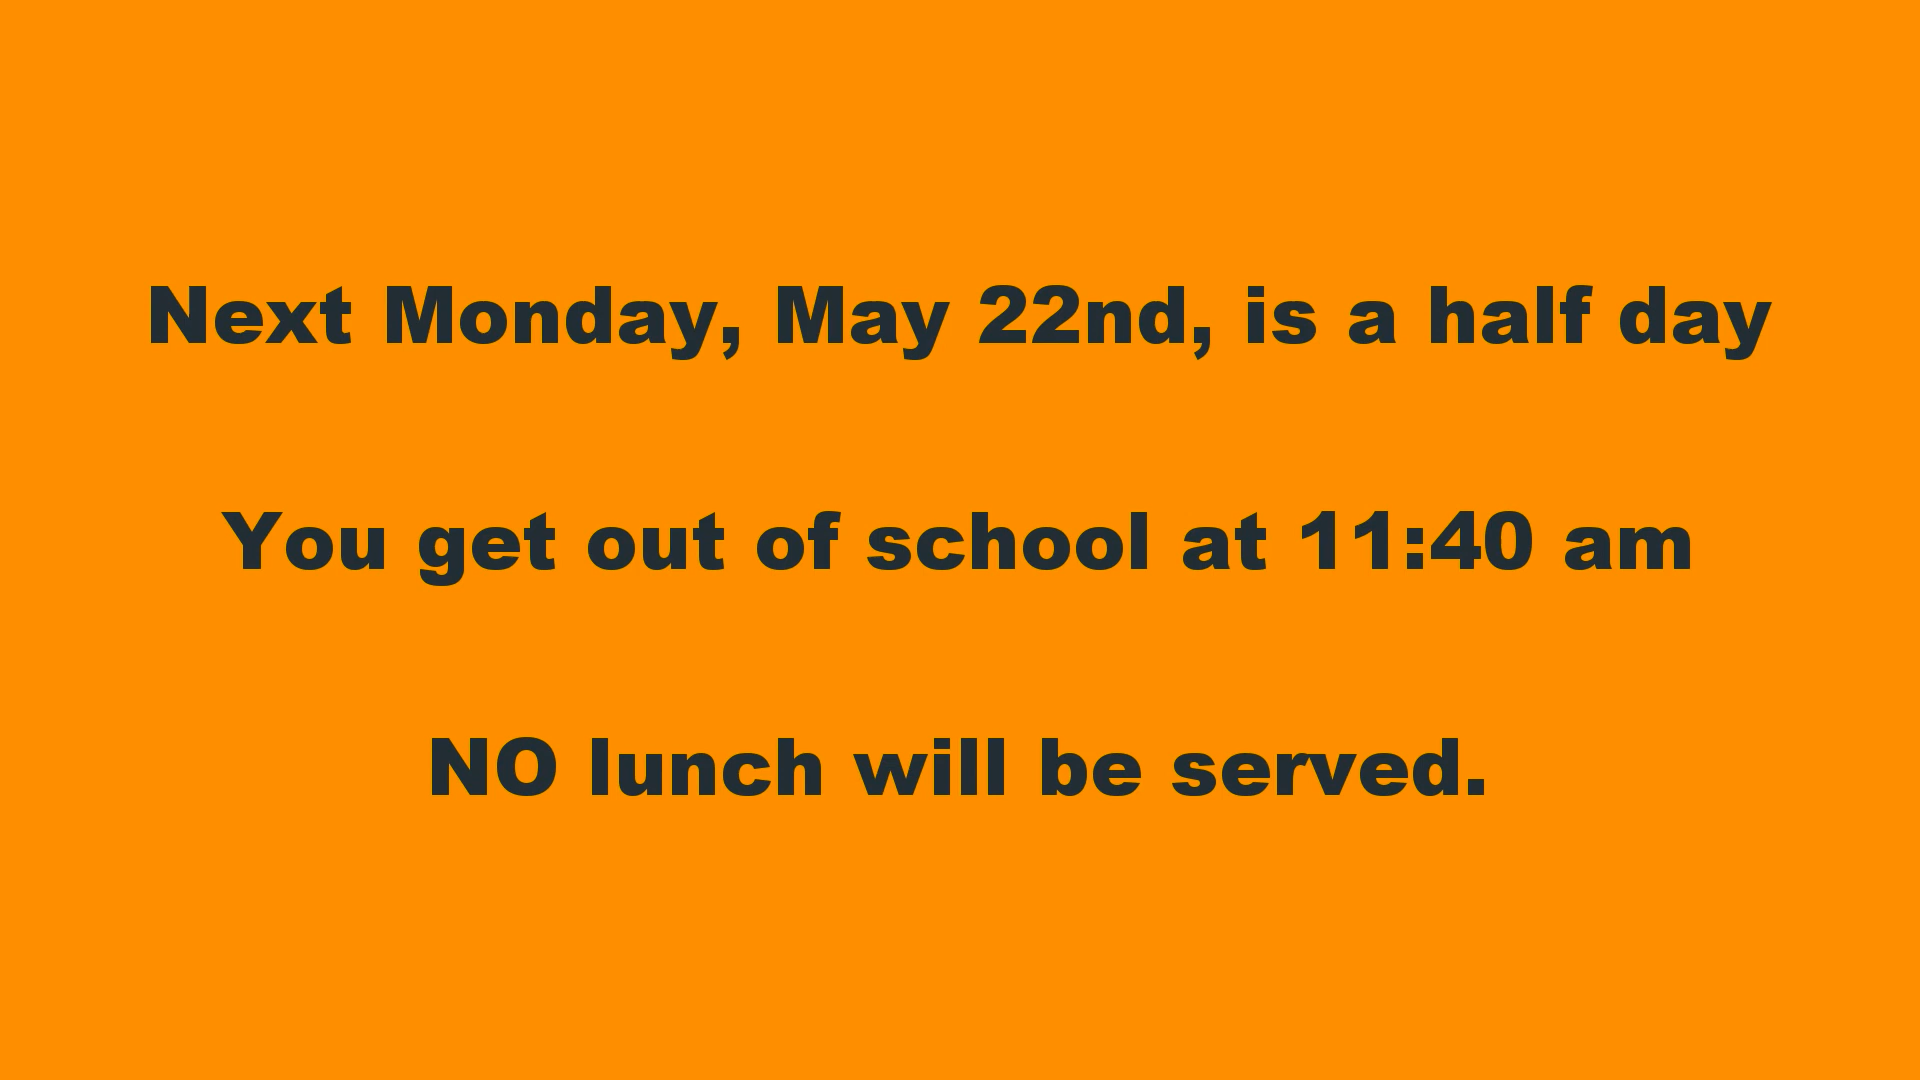 Next Monday, May 22nd, is a half day
You get out of school at 11:40 am
NO lunch will be served.